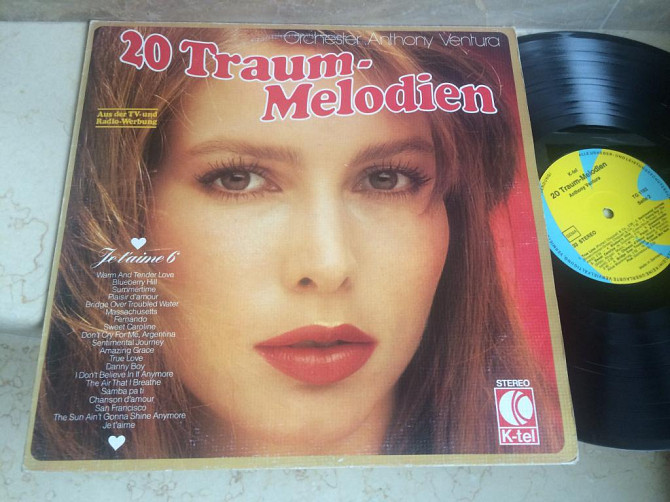 Orchester Anthony Ventura
20 Traum-
Melodien
Aus der TV- und
Radio-Werbung
Je t'aime 6
Warm And Tender Love
Blueberry Hill
Summertime
Plaisir d'amour
Bridge Over Troubled Water
Massachusetts
Fernando
Sweet Caroline
Don't Cry For Me, Argentina
Sentimental Journey
Amazing Grace
True Love
Danny Boy
I Don't Believe In If Anymore
The Air That I Breathe
Samba pa ti
Chanson d'amour
San Francisco
The Sun Ain't Gonna Shine Anymore
Je t'aime
STEREO
K-tel
K-tel
20 Traum-Melodien
Anthony Ventura
33 STEREO